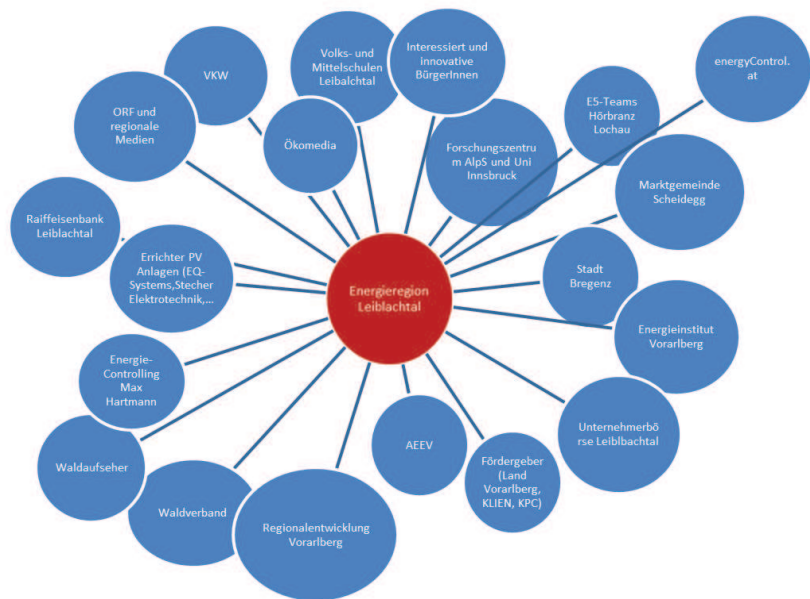 VKW
Volks- und
Mittelschulen
Leibalchtal
Interessiert und
innovative
BürgerInnen
energyControl.
at
ORF und
regionale
Medien
Ökomedia
E5-Teams
Hörbranz
Lochau
Forschungszentru
m AlpS und Uni
Innsbruck
Marktgemeinde
Scheidegg
Raiffeisenbank
Leiblachtal
Errichter PV
Anlagen (EQ-
Systems,Stecher
Elektrotechnik,...
Energieregion
Leiblachtal
Stadt
Bregenz
Energieinstitut
Vorarlberg
Energie-
Controlling
Max
Hartmann
Unternehmerbö
rse Leiblbachtal
AEEV
Waldaufseher
Fördergeber
(Land
Vorarlberg,
KLIEN, KPC)
Waldverband
Regionalentwicklung
Vorarlberg